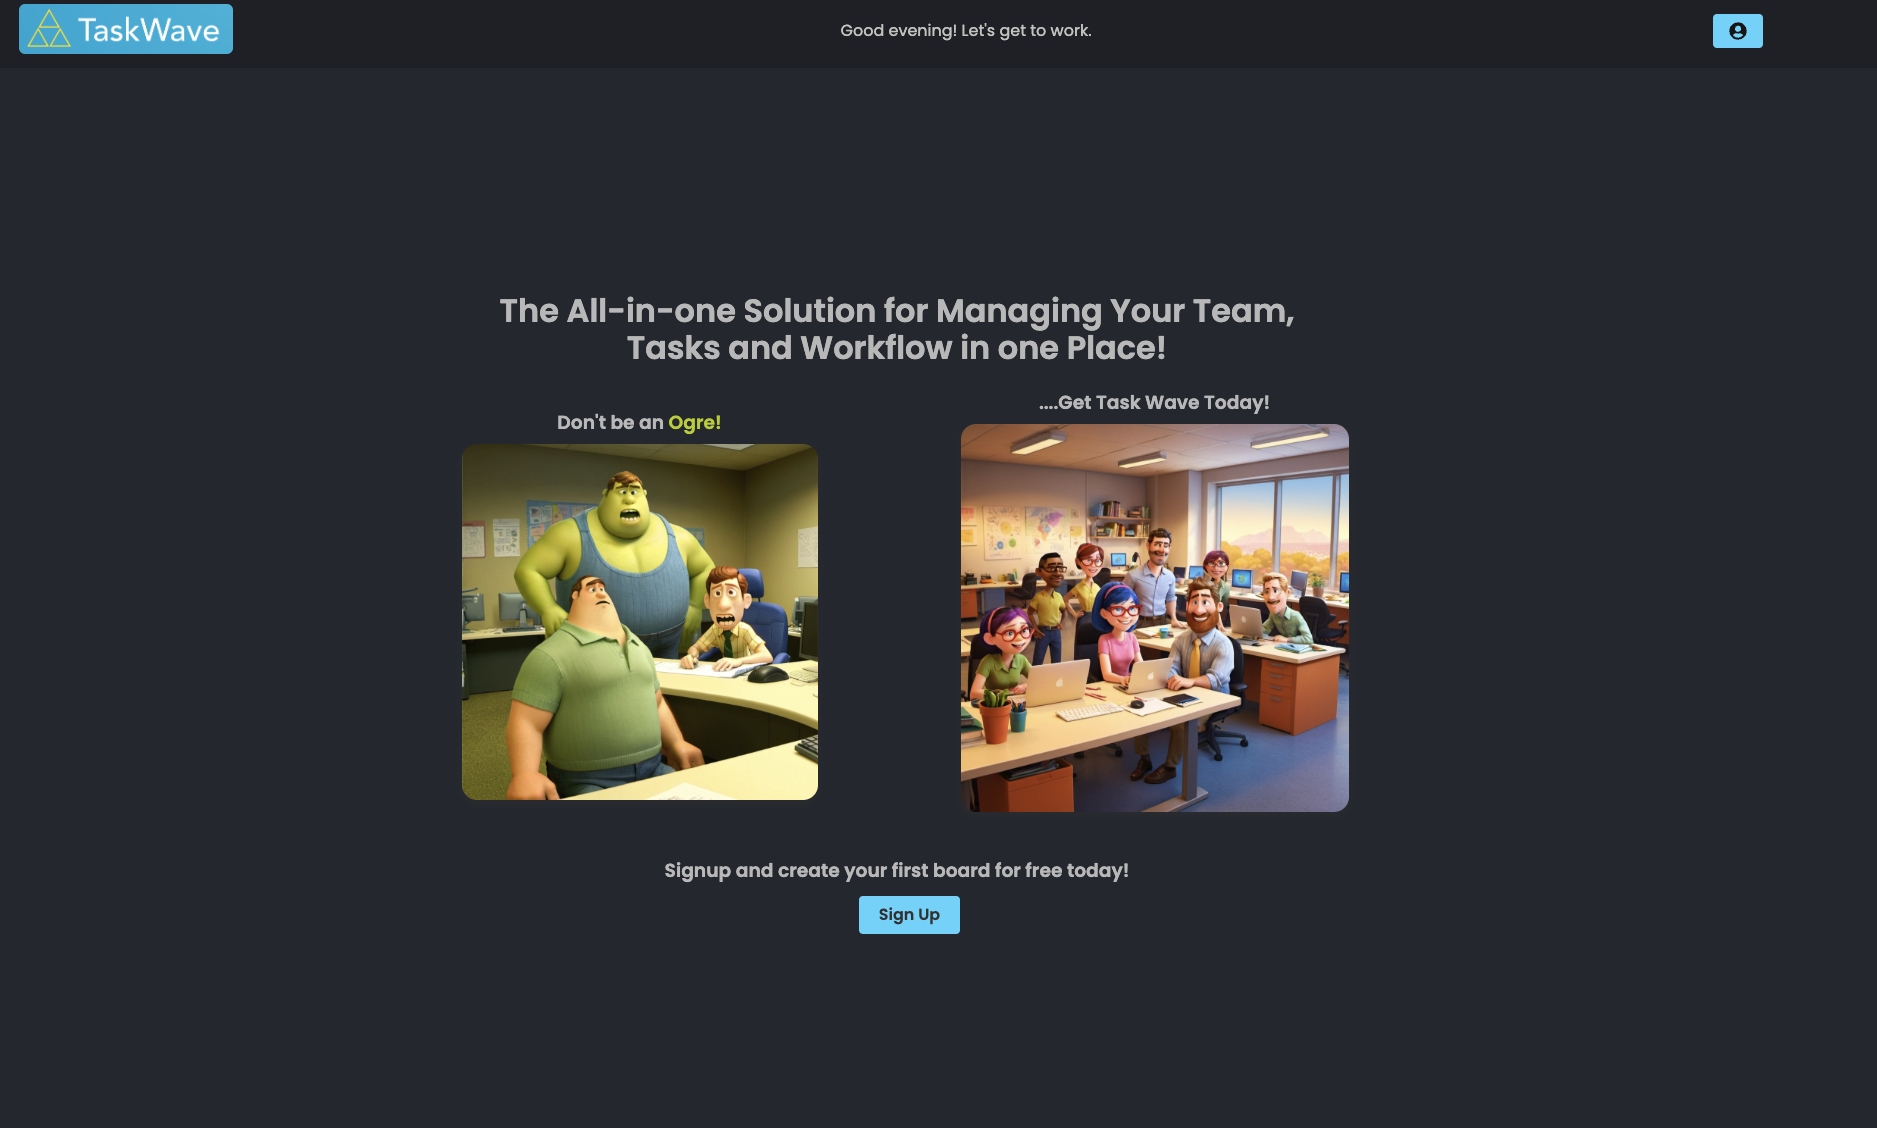 TaskWave
Good evening! Let's get to work.
The All-in-one Solution for Managing Your Team,
Tasks and Workflow in one Place!
Don't be an Ogre!
....Get Task Wave Today!
Signup and create your first board for free today!
Sign Up